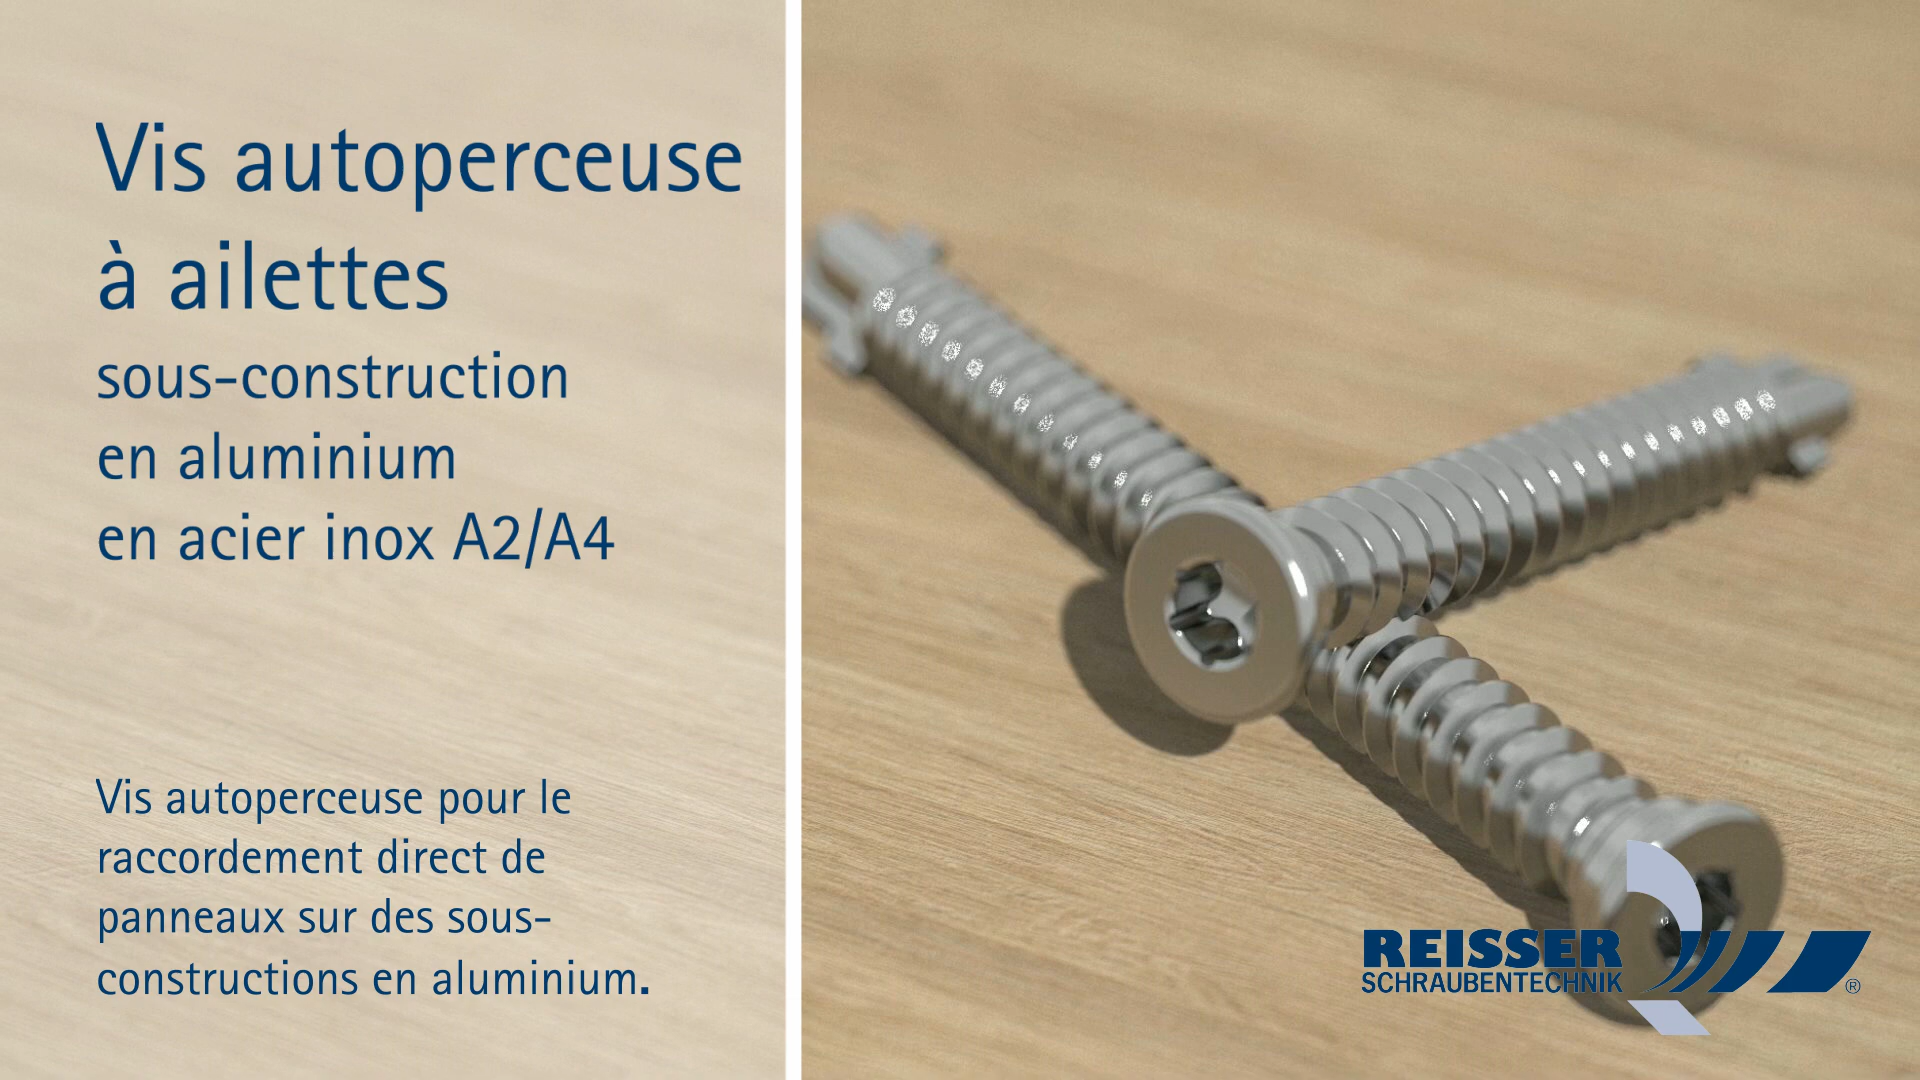 Vis autoperceuse
à ailettes
sous-construction
en aluminium
en acier inox A2/A4
Vis autoperceuse pour le
raccordement direct de
panneaux sur des sous-
constructions en aluminium.
REISSER
SCHRAUBENTECHNIK
®